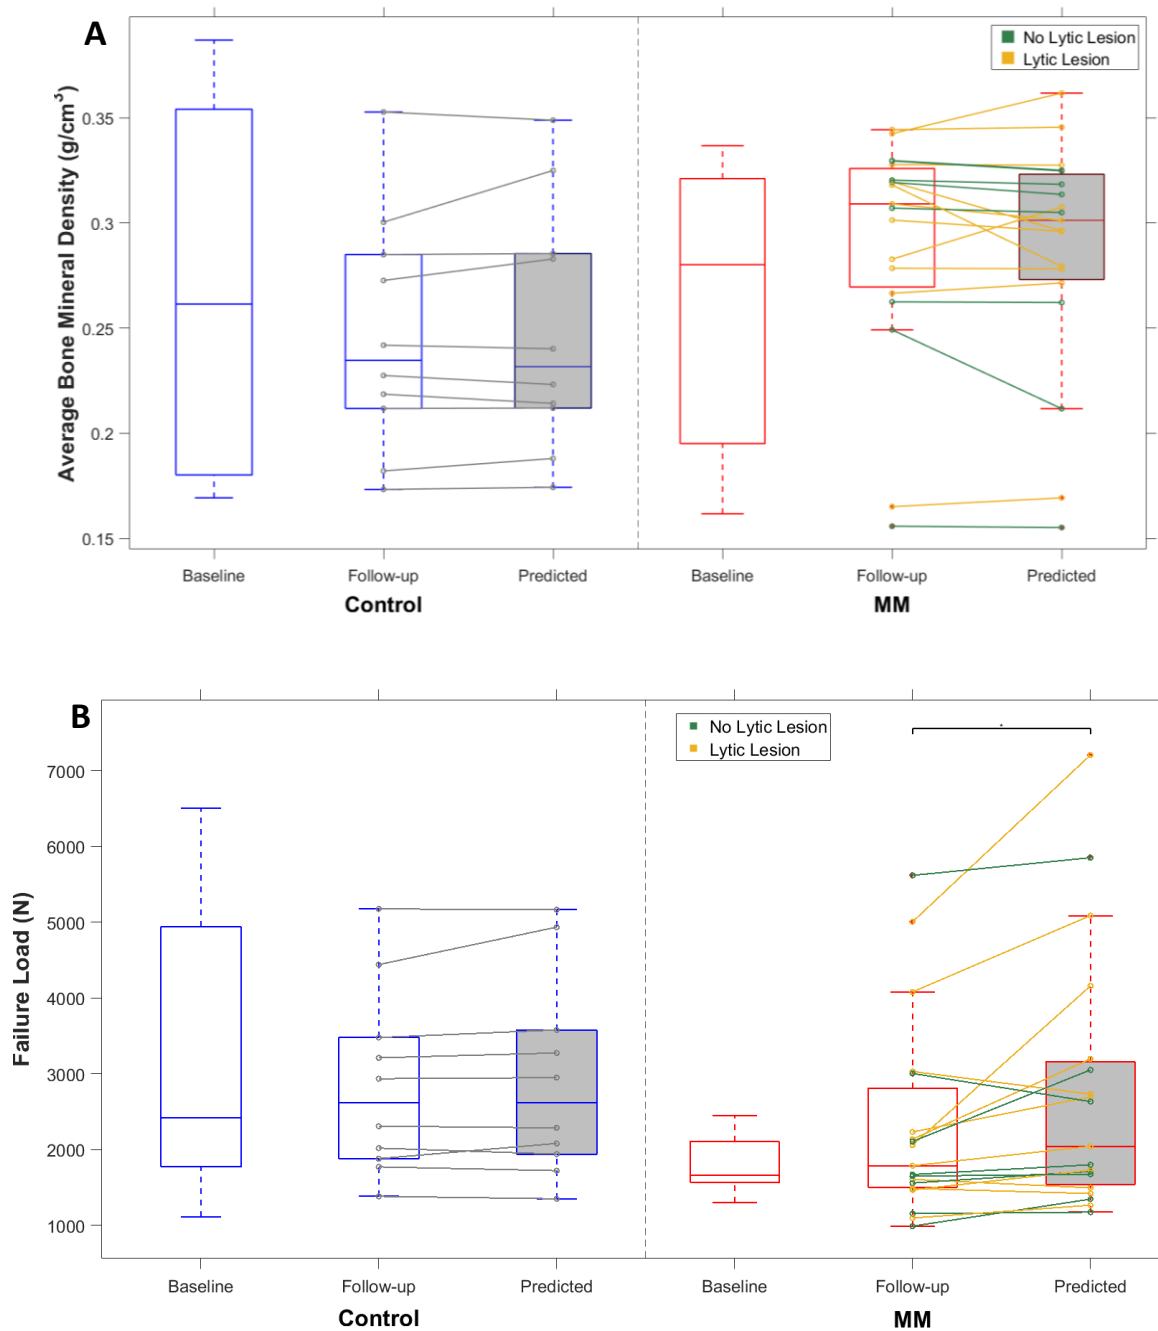 A
No Lytic Lesion
Lytic Lesion
Average Bone Mineral Density (g/cm³)
0.35
0.3
0.25
0.2
0.15
Baseline Follow-up Predicted Baseline Follow-up Predicted
Control MM
B
No Lytic Lesion
Lytic Lesion
*
Failure Load (N)
7000
6000
5000
4000
3000
2000
1000
Baseline Follow-up Predicted Baseline Follow-up Predicted
Control MM